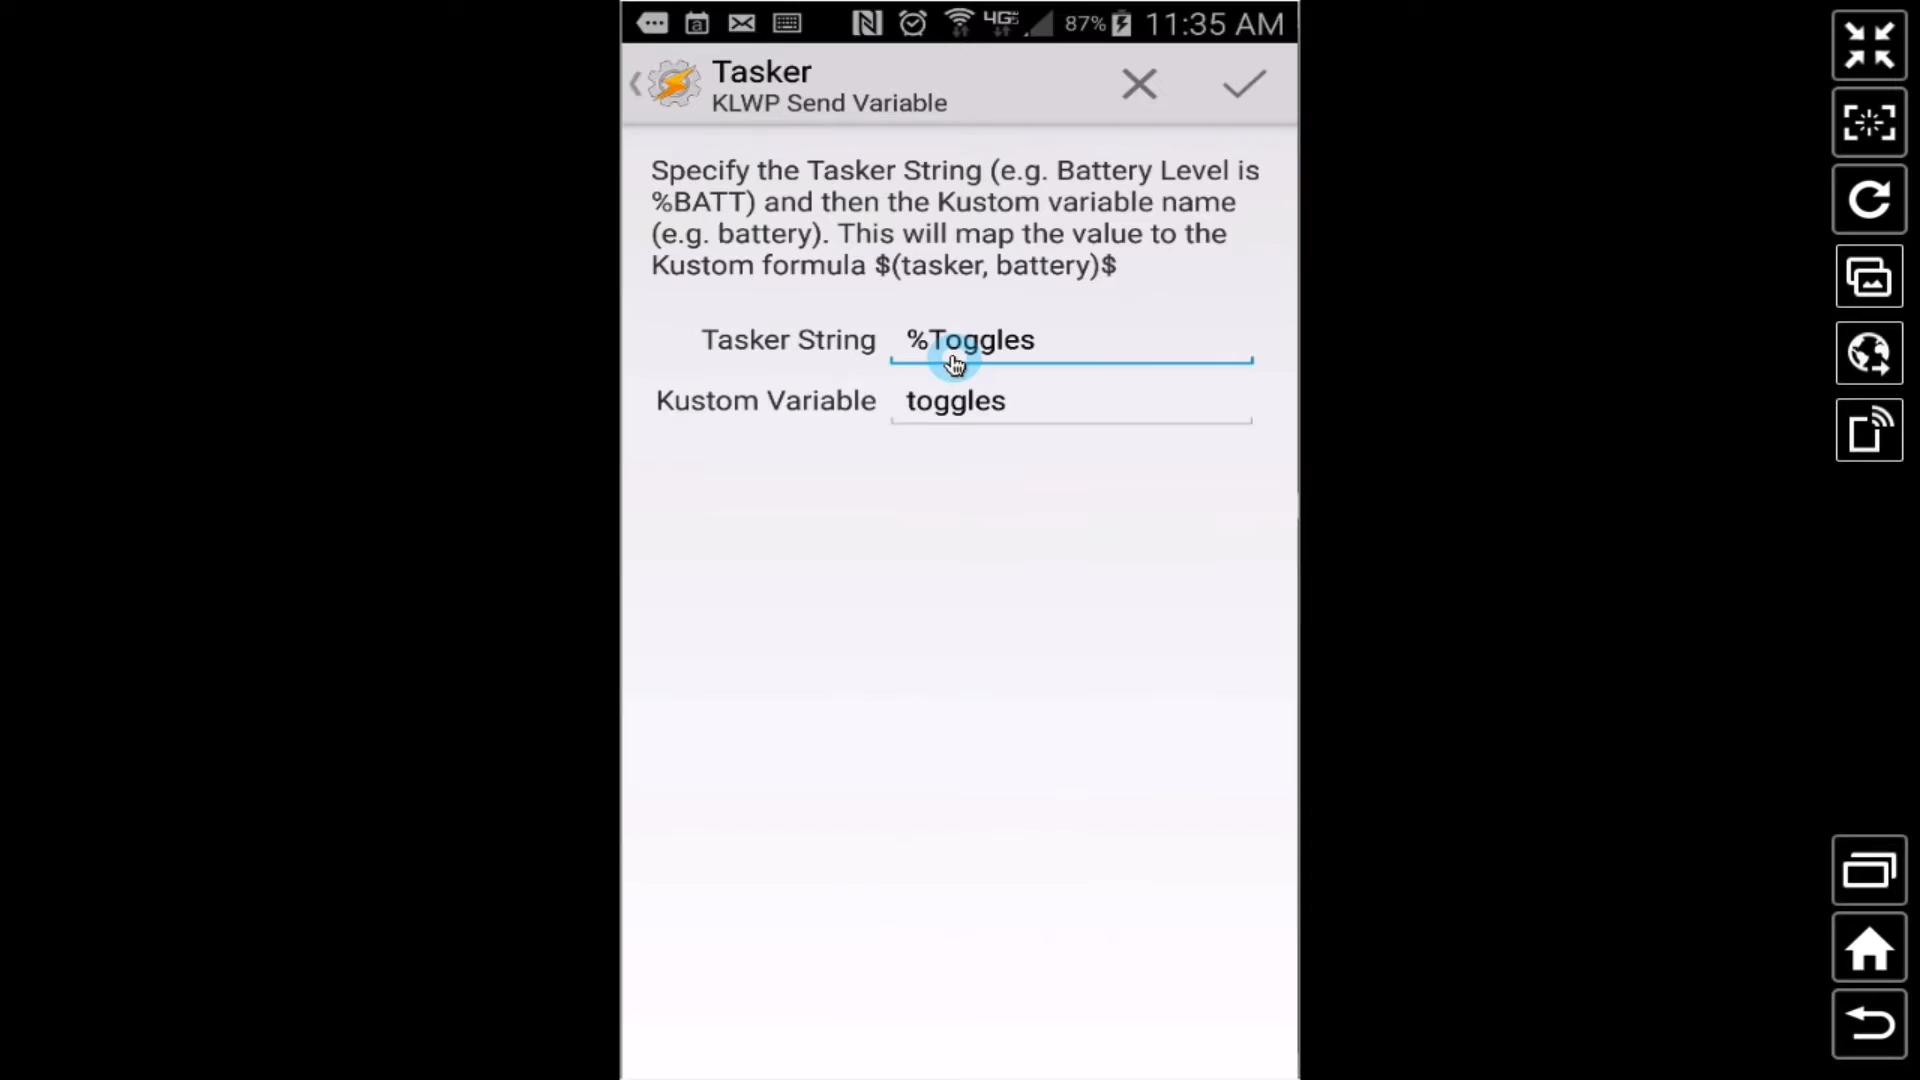 4G 87% 11:35 AM
Tasker
KLWP Send Variable
Specify the Tasker String (e.g. Battery Level is
%BATT) and then the Kustom variable name
(e.g. battery). This will map the value to the
Kustom formula $(tasker, battery)$
Tasker String %Toggles
Kustom Variable toggles